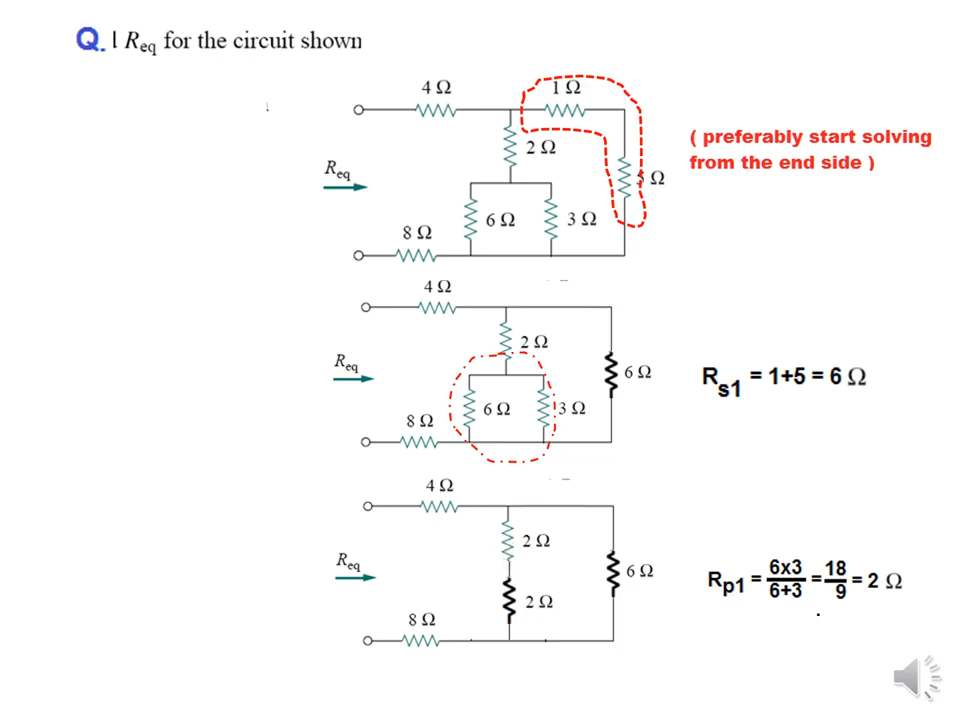 Q. l Req for the circuit shown
4 Ω
1 Ω
( preferably start solving
from the end side )
2 Ω
Req
5 Ω
6 Ω
3 Ω
8 Ω
4 Ω
2 Ω
Req
6 Ω
Rs1 = 1+5 = 6 Ω
6 Ω
3 Ω
8 Ω
4 Ω
2 Ω
Req
6 Ω
Rp1 = 6x3/6+3 = 18/9 = 2 Ω
2 Ω
8 Ω